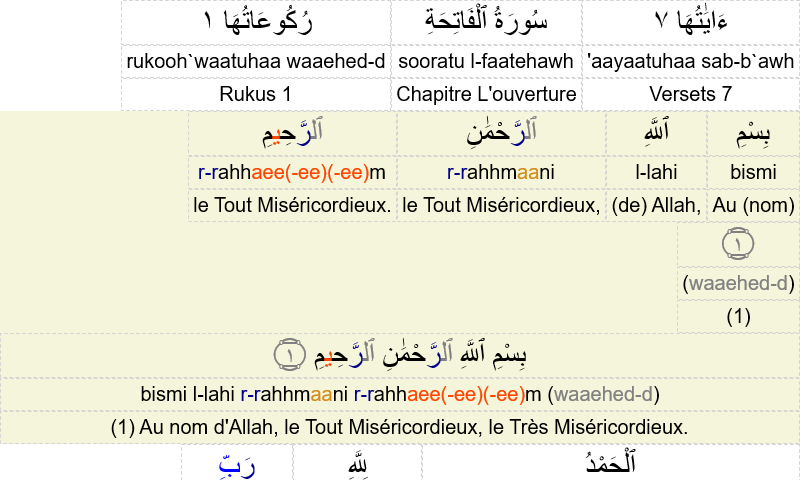 ءَايَٰتُهَا ٧ سُورَةُ ٱلْفَاتِحَةِ رُكُوعَاتُهَا ١
'aayaatuhaa sab-b`awh sooratu l-faatehawh rukooh`waatuhaa waaehed-d
Versets 7 Chapitre L'ouverture Rukus 1
بِسْمِ ٱللَّهِ ٱلرَّحْمَٰنِ ٱلرَّحِيمِ
bismi l-lahi r-rahhmaani r-rahhaee(-ee)(-ee)m
Au (nom) (de) Allah, le Tout Miséricordieux, le Tout Miséricordieux.
١
(waaehed-d)
(1)
بِسْمِ ٱللَّهِ ٱلرَّحْمَٰنِ ٱلرَّحِيمِ ١
bismi l-lahi r-rahhmaani r-rahhaee(-ee)(-ee)m (waaehed-d)
(1) Au nom d'Allah, le Tout Miséricordieux, le Très Miséricordieux.
ٱلْحَمْدُ لِلَّهِ رَبِّ